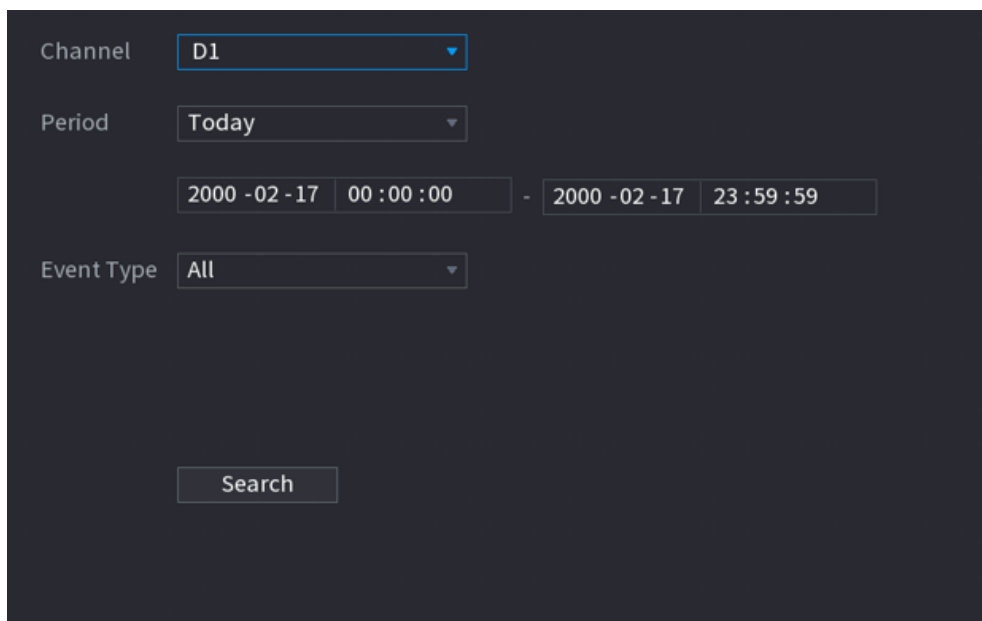 Channel D1
Period Today
2000 -02 -17 00 :00 :00 - 2000 -02 -17 23 :59 :59
Event Type All
Search